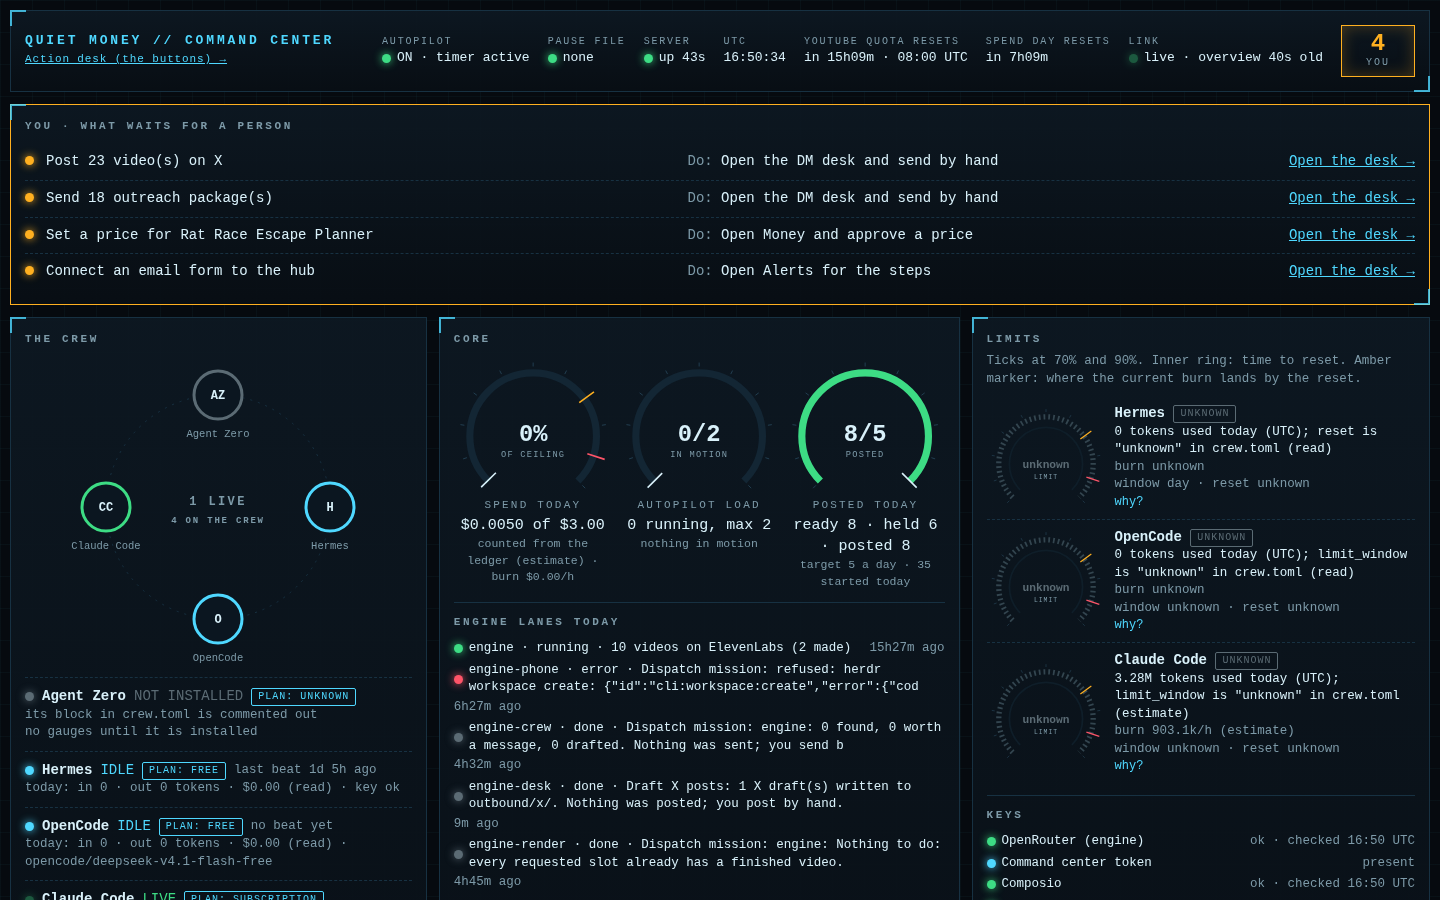 QUIET MONEY // COMMAND CENTER
Action desk (the buttons) →
AUTOPILOT
ON · timer active
PAUSE FILE
none
SERVER
up 43s
UTC
16:50:34
YOUTUBE QUOTA RESETS
in 15h09m · 08:00 UTC
SPEND DAY RESETS
in 7h09m
LINK
live · overview 40s old
4
YOU
YOU · WHAT WAITS FOR A PERSON
Post 23 video(s) on X Do: Open the DM desk and send by hand Open the desk →
Send 18 outreach package(s) Do: Open the DM desk and send by hand Open the desk →
Set a price for Rat Race Escape Planner Do: Open Money and approve a price Open the desk →
Connect an email form to the hub Do: Open Alerts for the steps Open the desk →
THE CREW
AZ
Agent Zero
CC
Claude Code
1 LIVE
4 ON THE CREW
H
Hermes
O
OpenCode
Agent Zero NOT INSTALLED PLAN: UNKNOWN
its block in crew.toml is commented out
no gauges until it is installed
Hermes IDLE PLAN: FREE last beat 1d 5h ago
today: in 0 · out 0 tokens · $0.00 (read) · key ok
OpenCode IDLE PLAN: FREE no beat yet
today: in 0 · out 0 tokens · $0.00 (read) ·
opencode/deepseek-v4.1-flash-free
Claude Code LIVE PLAN: SUBSCRIPTION
CORE
0%
OF CEILING
SPEND TODAY
$0.0050 of $3.00
counted from the
ledger (estimate) ·
burn $0.00/h
0/2
IN MOTION
AUTOPILOT LOAD
0 running, max 2
nothing in motion
8/5
POSTED
POSTED TODAY
ready 8 · held 6
· posted 8
target 5 a day · 35
started today
ENGINE LANES TODAY
engine · running · 10 videos on ElevenLabs (2 made) 15h27m ago
engine-phone · error · Dispatch mission: refused: herdr
workspace create: {"id":"cli:workspace:create","error":{"cod
6h27m ago
engine-crew · done · Dispatch mission: engine: 0 found, 0 worth
a message, 0 drafted. Nothing was sent; you send b
4h32m ago
engine-desk · done · Draft X posts: 1 X draft(s) written to
outbound/x/. Nothing was posted; you post by hand.
9m ago
engine-render · done · Dispatch mission: engine: Nothing to do:
every requested slot already has a finished video.
4h45m ago
LIMITS
Ticks at 70% and 90%. Inner ring: time to reset. Amber
marker: where the current burn lands by the reset.
unknown
LIMIT
Hermes UNKNOWN
0 tokens used today (UTC); reset is
"unknown" in crew.toml (read)
burn unknown
window day · reset unknown
why?
unknown
LIMIT
OpenCode UNKNOWN
0 tokens used today (UTC); limit_window
is "unknown" in crew.toml (read)
burn unknown
window unknown · reset unknown
why?
unknown
LIMIT
Claude Code UNKNOWN
3.28M tokens used today (UTC);
limit_window is "unknown" in crew.toml
(estimate)
burn 903.1k/h (estimate)
window unknown · reset unknown
why?
KEYS
OpenRouter (engine) ok · checked 16:50 UTC
Command center token present
Composio ok · checked 16:50 UTC